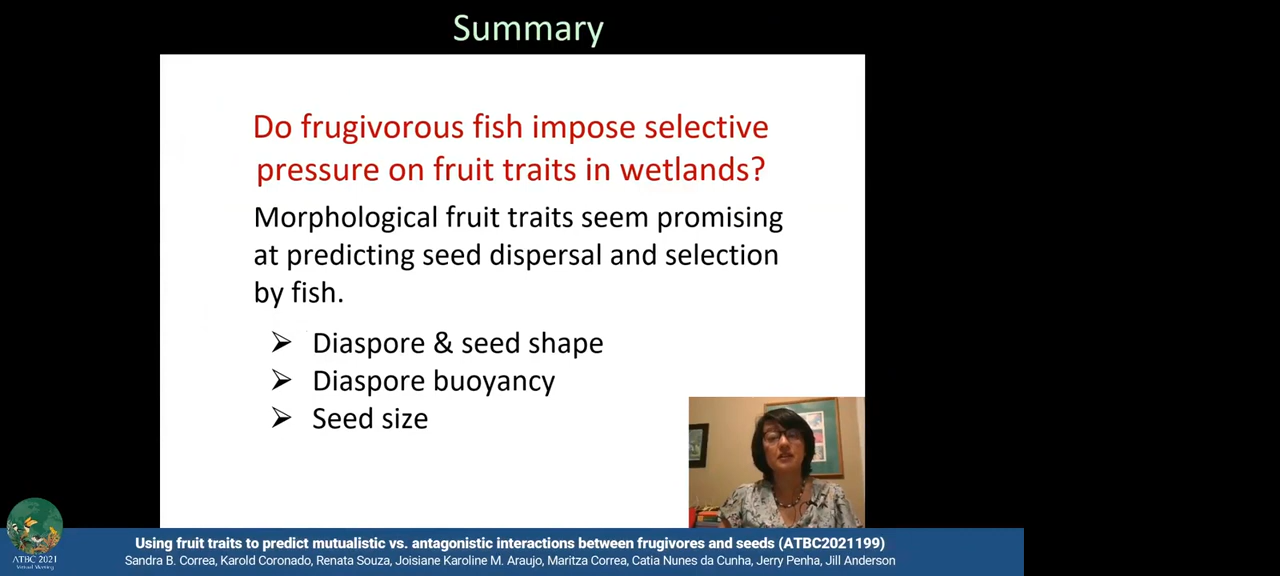 Summary
Do frugivorous fish impose selective
pressure on fruit traits in wetlands?
Morphological fruit traits seem promising
at predicting seed dispersal and selection
by fish.
➢ Diaspore & seed shape
➢ Diaspore buoyancy
➢ Seed size
ATBC 2021
Virtual Meeting
Using fruit traits to predict mutualistic vs. antagonistic interactions between frugivores and seeds (ATBC2021199)
Sandra B. Correa, Karold Coronado, Renata Souza, Joisiane Karoline M. Araujo, Maritza Correa, Catia Nunes da Cunha, Jerry Penha, Jill Anderson